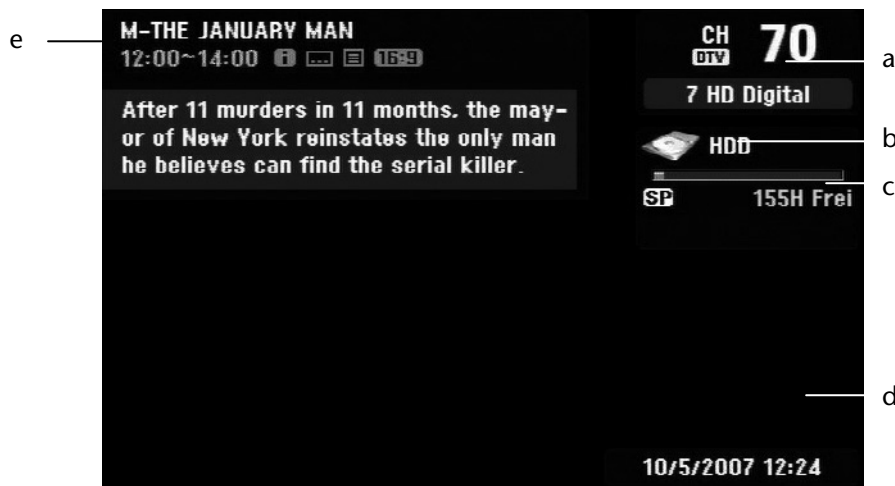 e
M-THE JANUARY MAN
12:00~14:00 i ... 16:9
After 11 murders in 11 months, the may-
or of New York reinstates the only man
he believes can find the serial killer.
CH
DTV 70
7 HD Digital
HDD
SP 155H Frei
10/5/2007 12:24
a
b
c
d